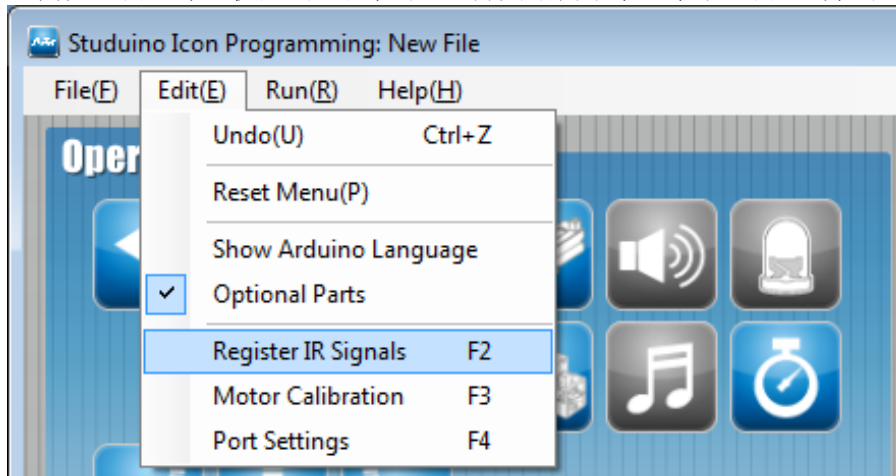 Studuino Icon Programming: New File
File(F) Edit(E) Run(R) Help(H)
Undo(U) Ctrl+Z
Reset Menu(P)
Show Arduino Language
Optional Parts
Register IR Signals F2
Motor Calibration F3
Port Settings F4